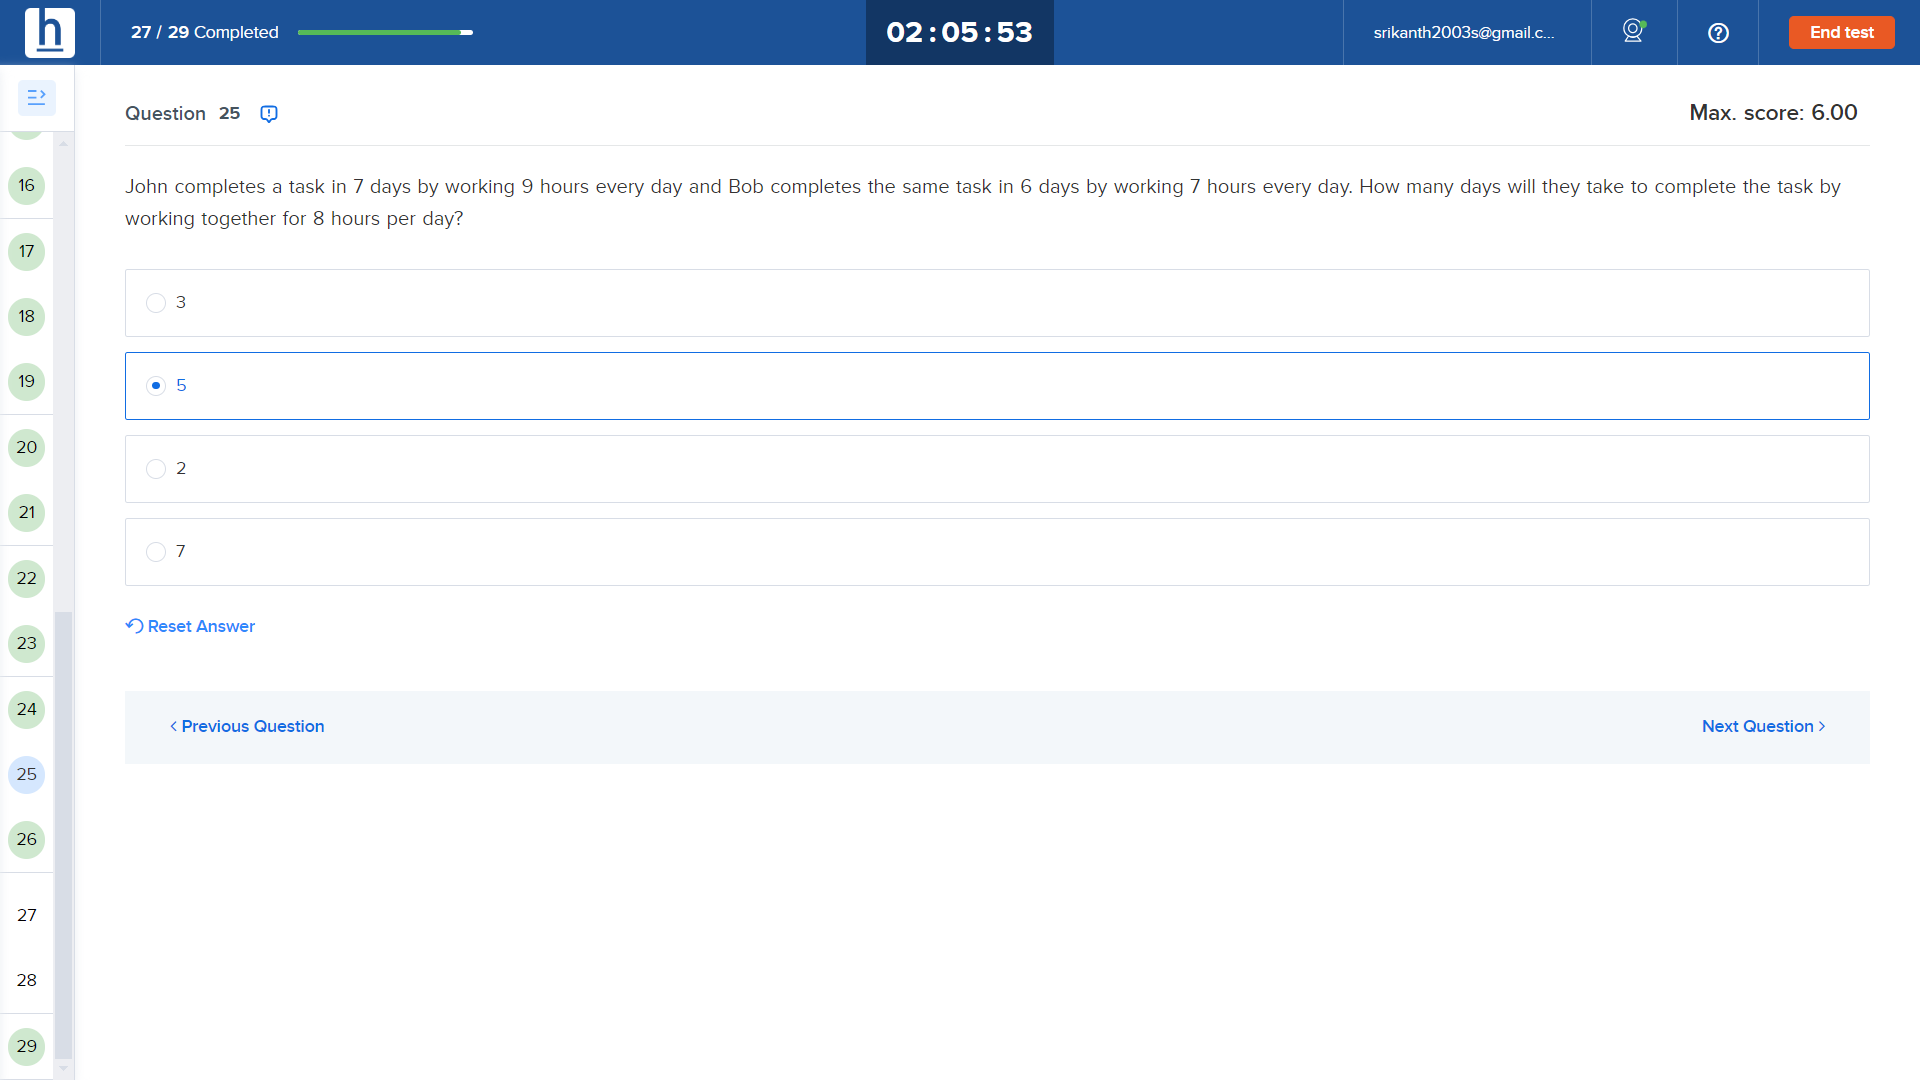 h
27 / 29 Completed
02 : 05 : 53
srikanth2003s@gmail.c...
End test
Question 25
Max. score: 6.00
John completes a task in 7 days by working 9 hours every day and Bob completes the same task in 6 days by working 7 hours every day. How many days will they take to complete the task by
working together for 8 hours per day?
3
5
2
7
Reset Answer
Previous Question
Next Question
16
17
18
19
20
21
22
23
24
25
26
27
28
29